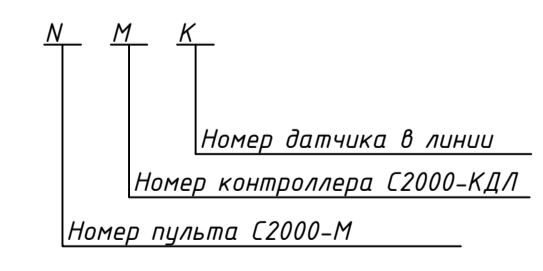 N M K
Номер датчика в линии
Номер контроллера С2000-КДЛ
Номер пульта С2000-М